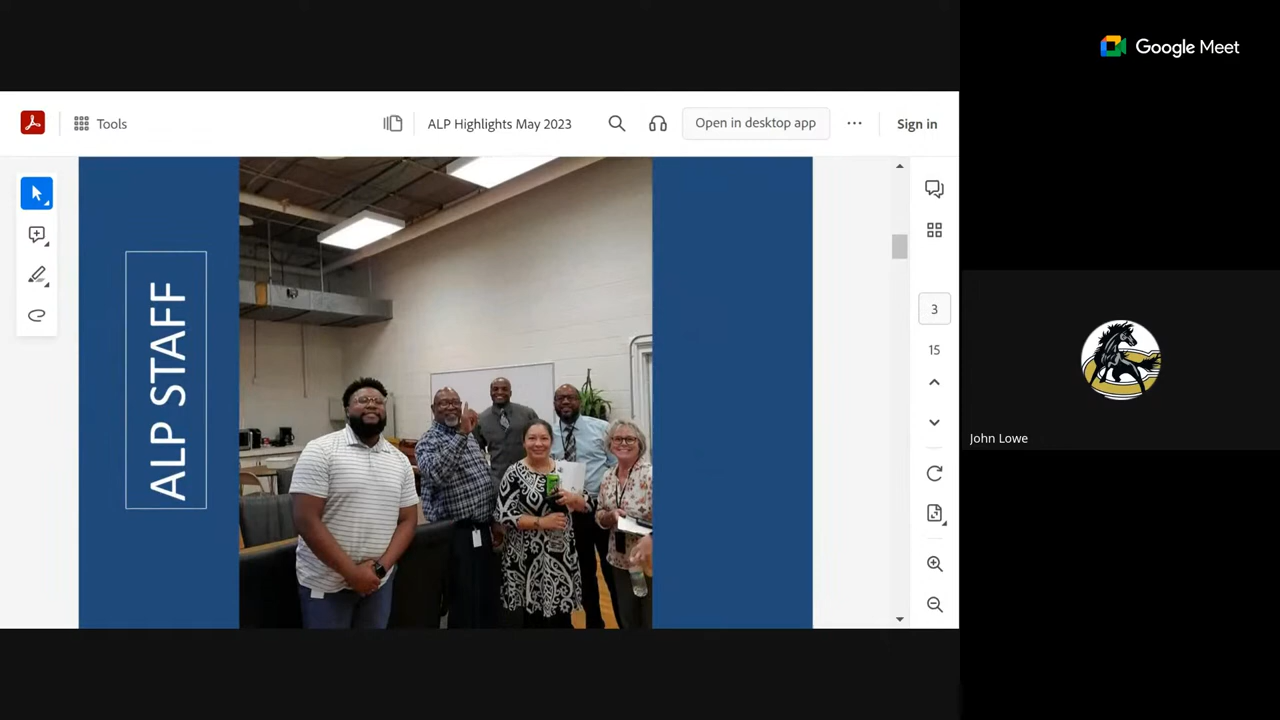 Google Meet
Tools
ALP Highlights May 2023
Open in desktop app
Sign in
ALP STAFF
3
15
John Lowe